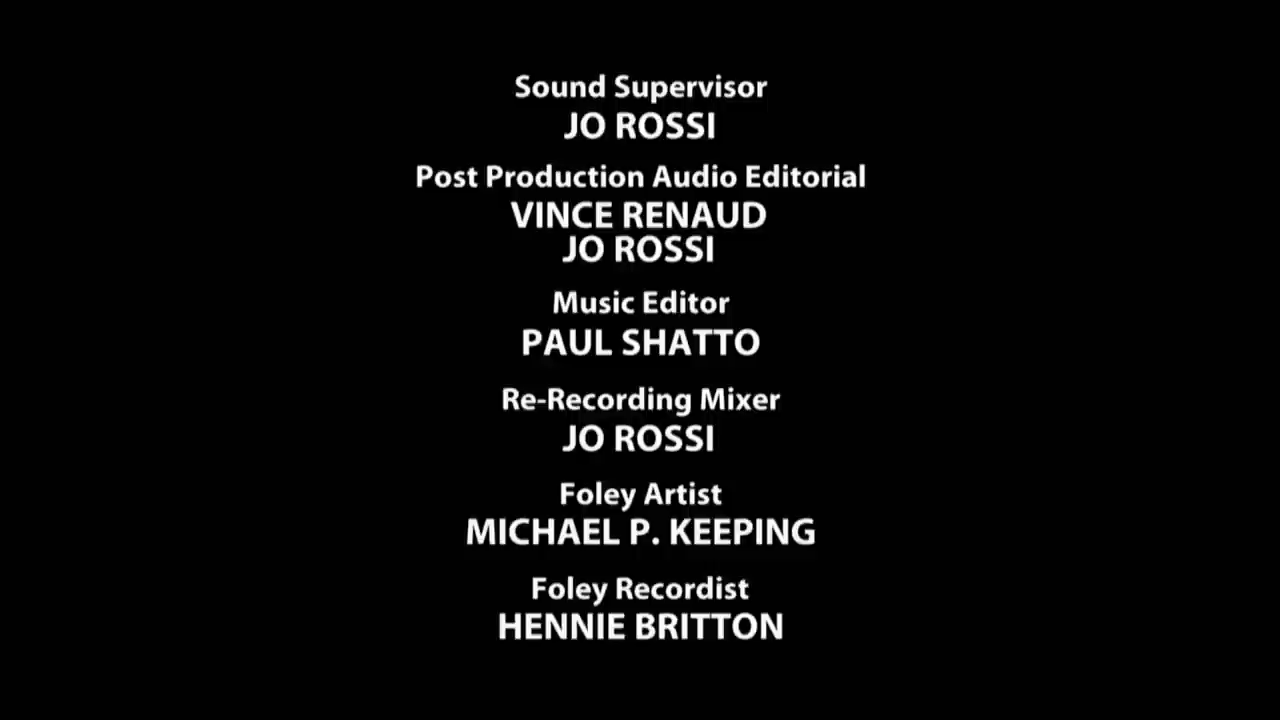 Sound Supervisor
JO ROSSI
Post Production Audio Editorial
VINCE RENAUD
JO ROSSI
Music Editor
PAUL SHATTO
Re-Recording Mixer
JO ROSSI
Foley Artist
MICHAEL P. KEEPING
Foley Recordist
HENNIE BRITTON